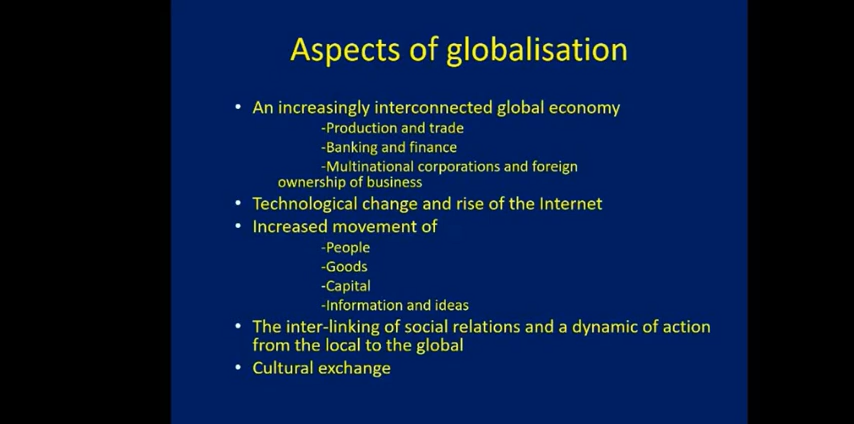 Aspects of globalisation
• An increasingly interconnected global economy
-Production and trade
-Banking and finance
-Multinational corporations and foreign
ownership of business
• Technological change and rise of the Internet
• Increased movement of
-People
-Goods
-Capital
-Information and ideas
• The inter-linking of social relations and a dynamic of action
from the local to the global
• Cultural exchange